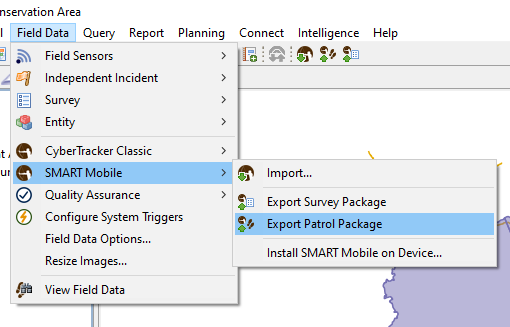 onservation Area
Field Data Query Report Planning Connect Intelligence Help
Field Sensors
Independent Incident
Survey
Entity
CyberTracker Classic
SMART Mobile
Quality Assurance
Configure System Triggers
Field Data Options...
Resize Images...
View Field Data
Import...
Export Survey Package
Export Patrol Package
Install SMART Mobile on Device...